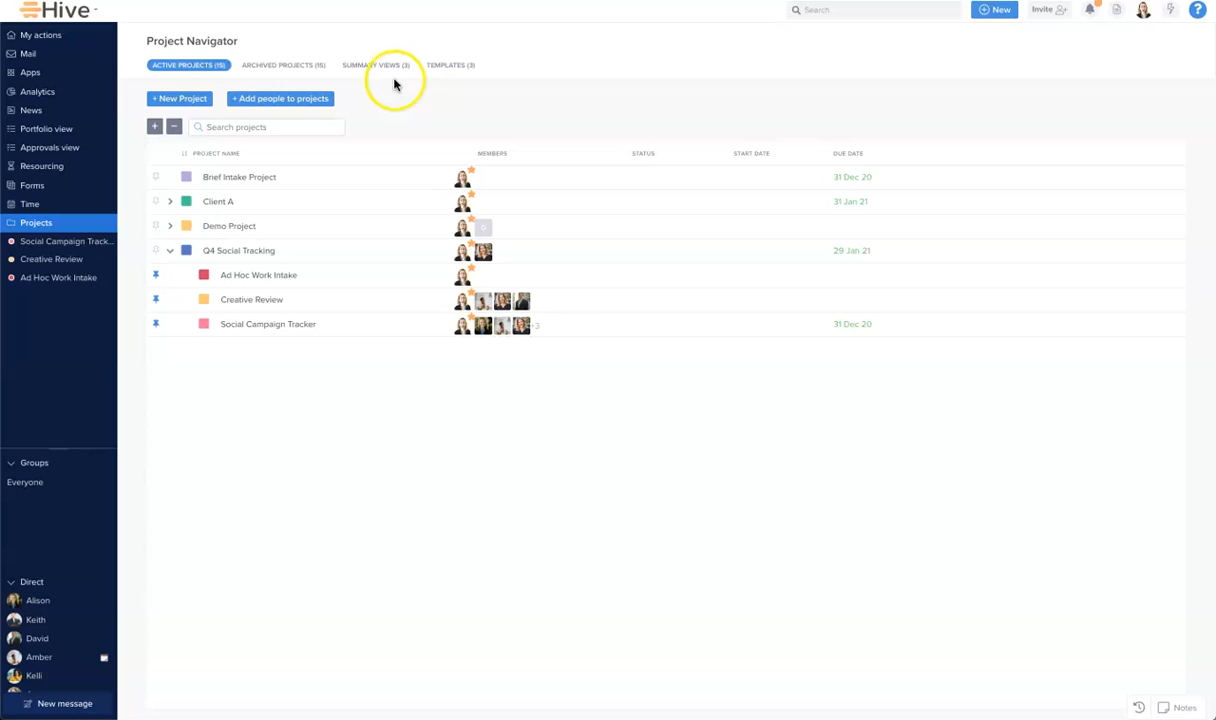 Hive
Search
New
Invite
?
My actions
Mail
Apps
Analytics
News
Portfolio view
Approvals view
Resourcing
Forms
Time
Projects
Social Campaign Track...
Creative Review
Ad Hoc Work Intake
Groups
Everyone
Direct
Alison
Keith
David
Amber
Kelli
New message
Project Navigator
ACTIVE PROJECTS (15) ARCHIVED PROJECTS (15) SUMMARY VIEWS (3) TEMPLATES (3)
+ New Project + Add people to projects
+ − Search projects
PROJECT NAME MEMBERS STATUS START DATE DUE DATE
Brief Intake Project 31 Dec 20
Client A 31 Jan 21
Demo Project
Q4 Social Tracking 29 Jan 21
Ad Hoc Work Intake
Creative Review
Social Campaign Tracker +3 31 Dec 20
Notes